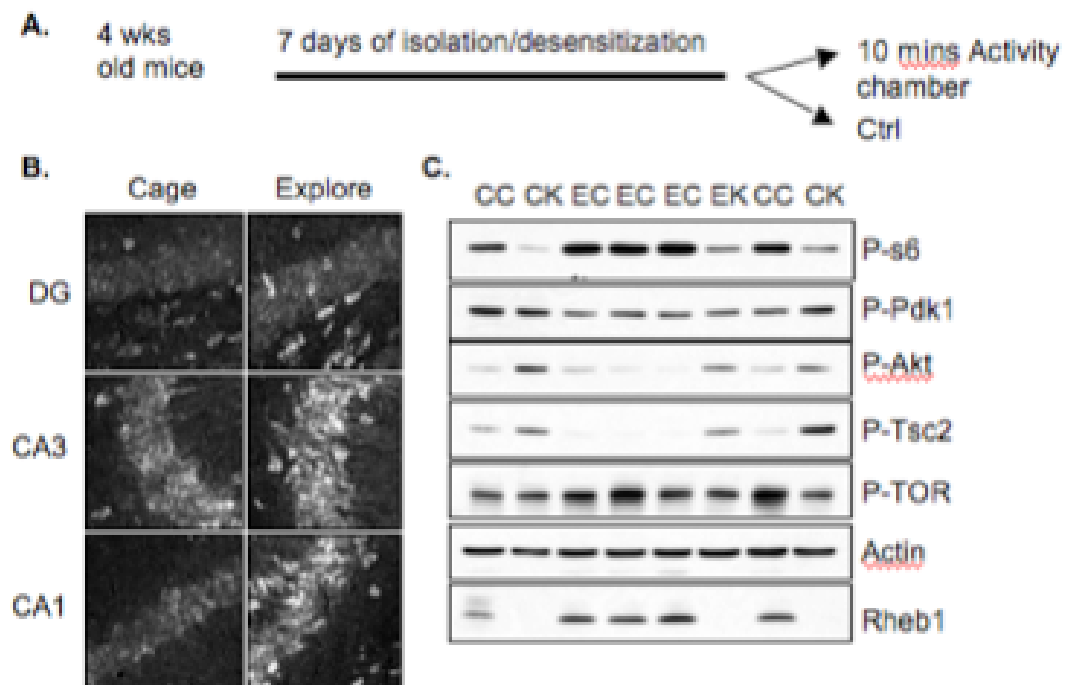 A.
4 wks
old mice
7 days of isolation/desensitization
10 mins Activity
chamber
Ctrl
B.
Cage Explore
DG
CA3
CA1
C.
CC CK EC EC EC EK CC CK
P-s6
P-Pdk1
P-Akt
P-Tsc2
P-TOR
Actin
Rheb1